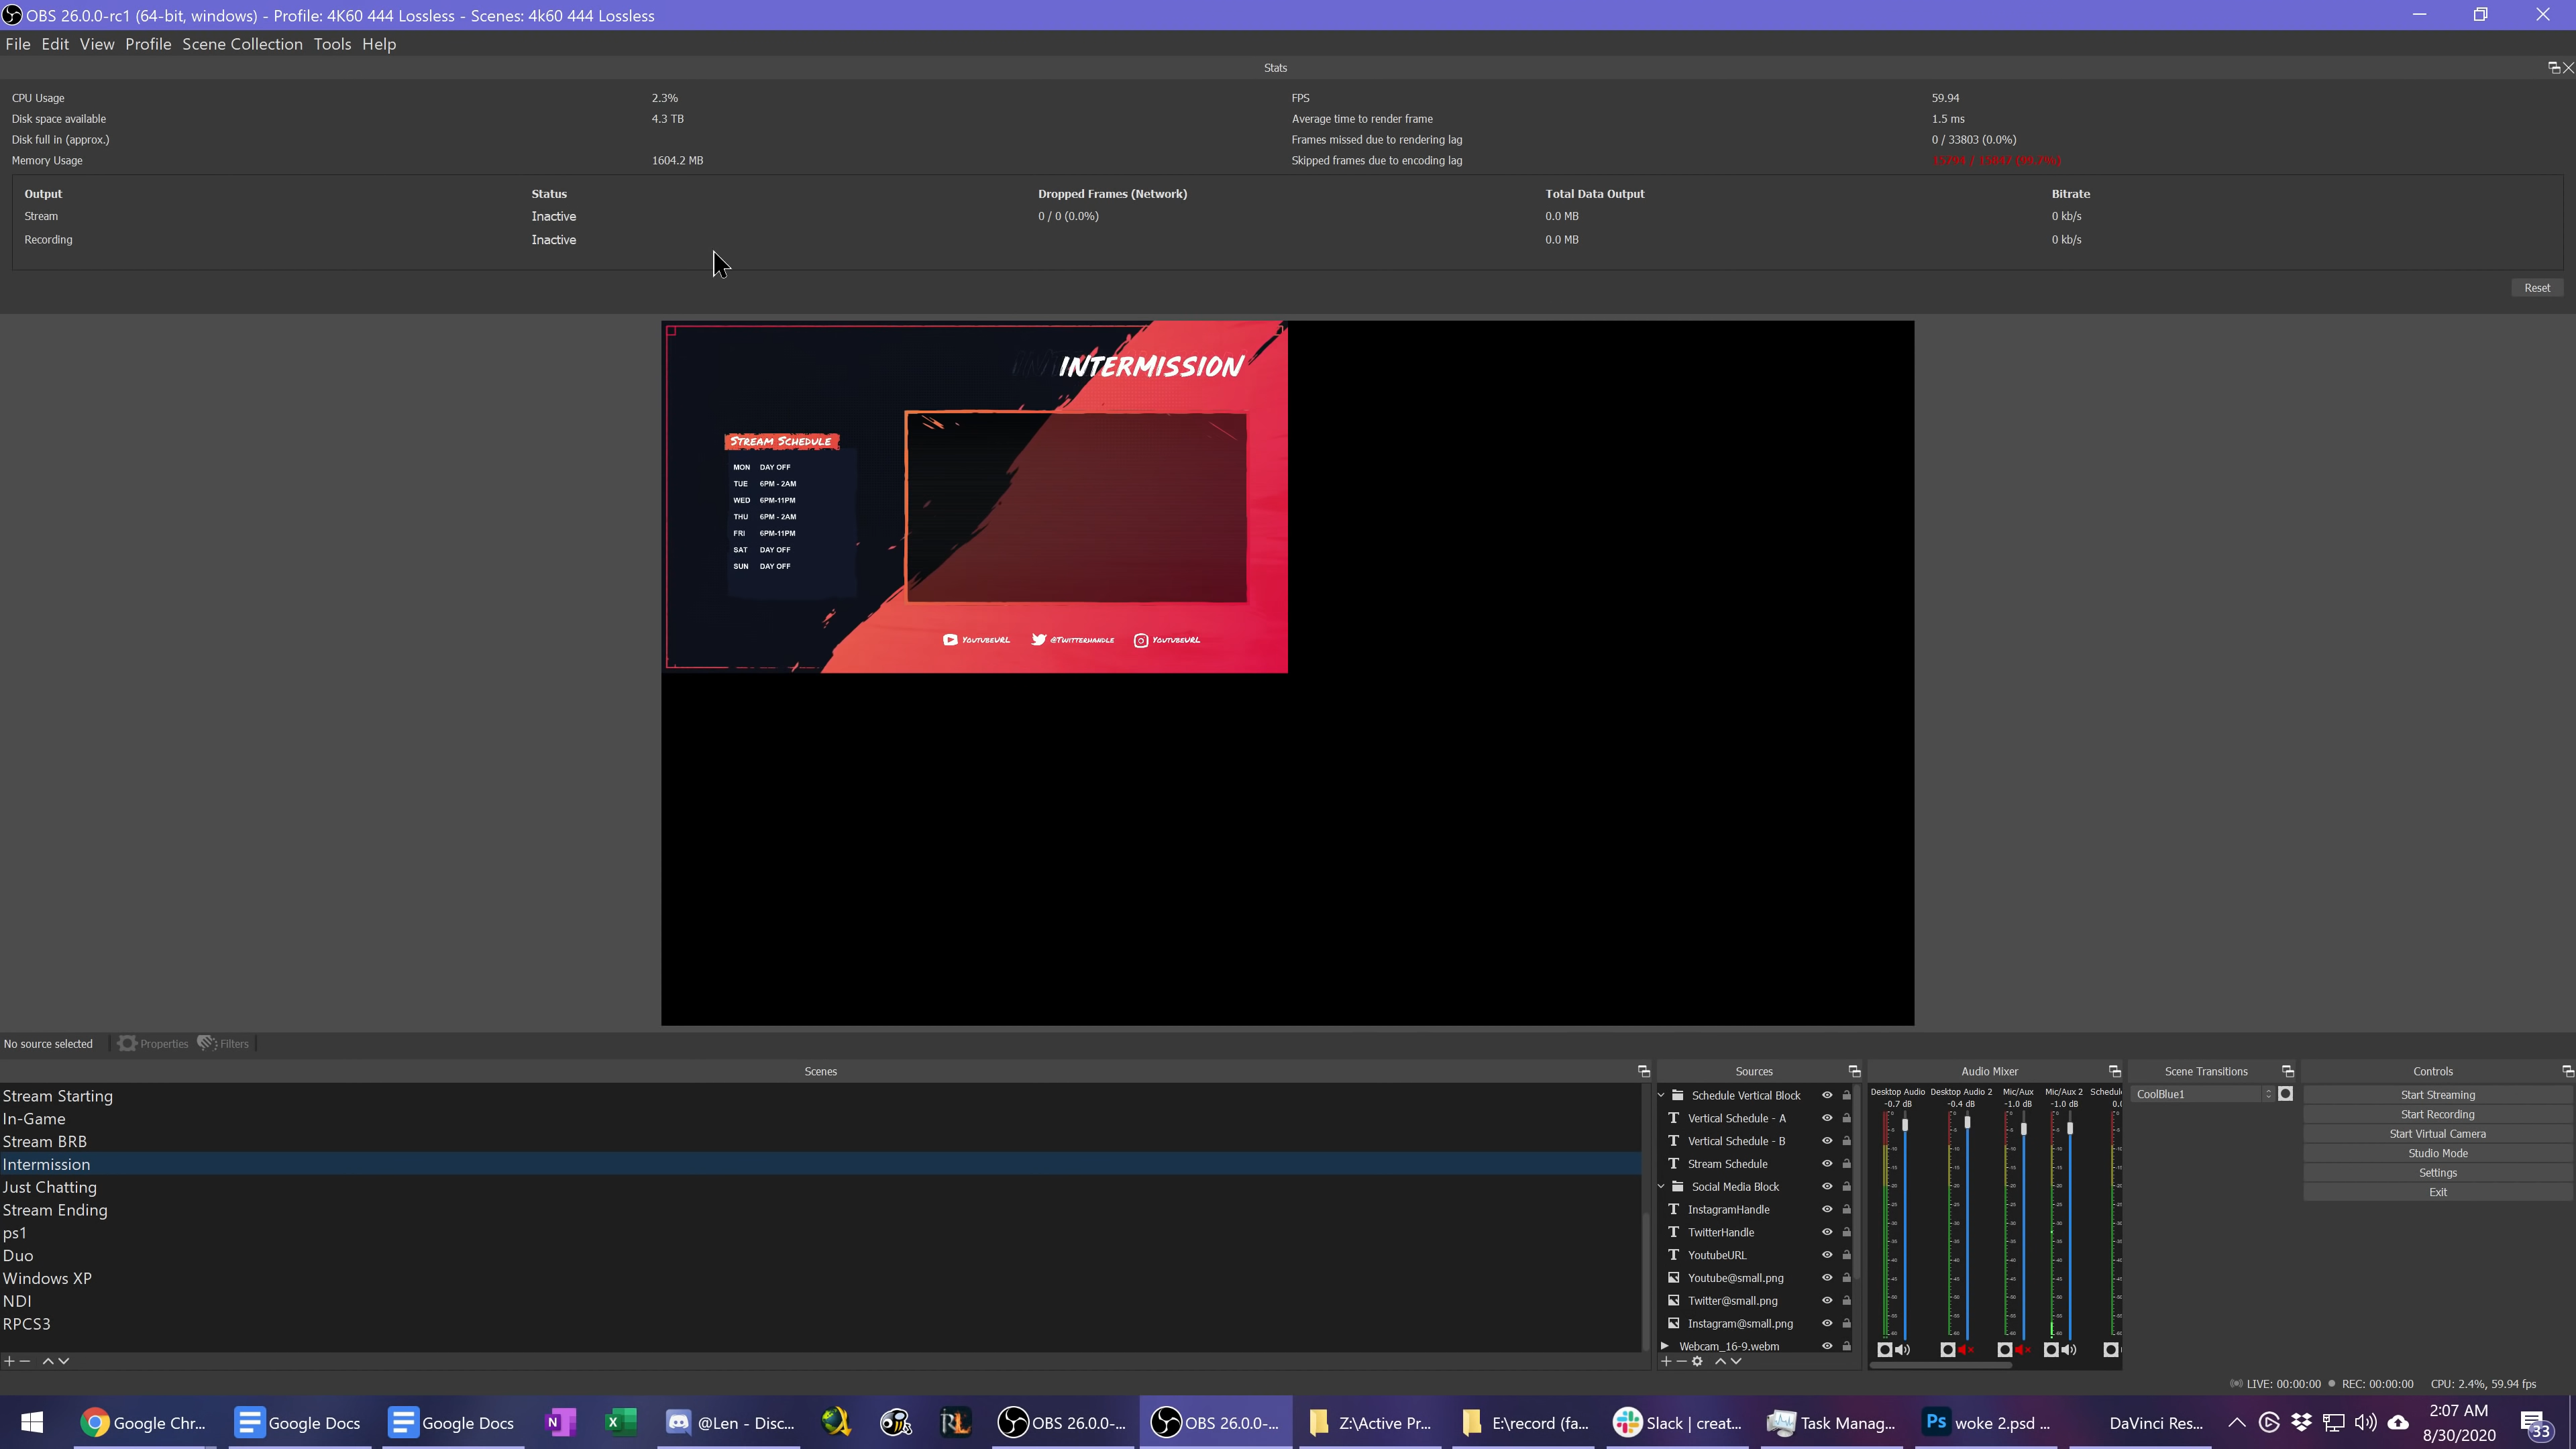 OBS 26.0.0-rc1 (64-bit, windows) - Profile: 4K60 444 Lossless - Scenes: 4k60 444 Lossless
File Edit View Profile Scene Collection Tools Help
Stats
CPU Usage 2.3% FPS 59.94
Disk space available 4.3 TB Average time to render frame 1.5 ms
Disk full in (approx.) Frames missed due to rendering lag 0 / 33803 (0.0%)
Memory Usage 1604.2 MB Skipped frames due to encoding lag
Output Status Dropped Frames (Network) Total Data Output Bitrate
Stream Inactive 0 / 0 (0.0%) 0.0 MB 0 kb/s
Recording Inactive 0.0 MB 0 kb/s
Reset
INTERMISSION
STREAM SCHEDULE
MON DAY OFF
TUE 6PM - 2AM
WED 6PM-11PM
THU 6PM - 2AM
FRI 6PM-11PM
SAT DAY OFF
SUN DAY OFF
YOUTUBEURL @TWITTERHANDLE YOUTUBEURL
No source selected Properties Filters
Scenes
Stream Starting
In-Game
Stream BRB
Intermission
Just Chatting
Stream Ending
ps1
Duo
Windows XP
NDI
RPCS3
Sources
Schedule Vertical Block
Vertical Schedule - A
Vertical Schedule - B
Stream Schedule
Social Media Block
InstagramHandle
TwitterHandle
YoutubeURL
Youtube@small.png
Twitter@small.png
Instagram@small.png
Webcam_16-9.webm
Audio Mixer
Desktop Audio Desktop Audio 2 Mic/Aux Mic/Aux 2 Schedul
-0.7 dB -0.4 dB -1.0 dB -1.0 dB 0.(
Scene Transitions
CoolBlue1
Controls
Start Streaming
Start Recording
Start Virtual Camera
Studio Mode
Settings
Exit
LIVE: 00:00:00 REC: 00:00:00 CPU: 2.4%, 59.94 fps
Google Chr... Google Docs Google Docs @Len - Disc... OBS 26.0.0-... OBS 26.0.0-... Z:\Active Pr... E:\record (fa... Slack | creat... Task Manag... Ps woke 2.psd ... DaVinci Res...
2:07 AM
8/30/2020
33